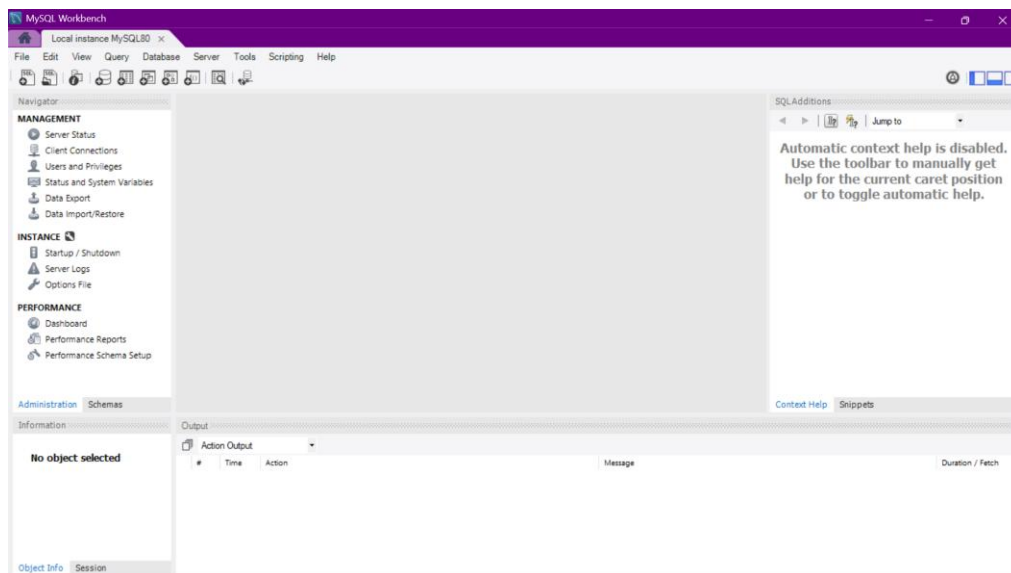 MySQL Workbench
Local instance MySQL80
File Edit View Query Database Server Tools Scripting Help
Navigator
MANAGEMENT
Server Status
Client Connections
Users and Privileges
Status and System Variables
Data Export
Data Import/Restore
INSTANCE
Startup / Shutdown
Server Logs
Options File
PERFORMANCE
Dashboard
Performance Reports
Performance Schema Setup
Administration Schemas
SQLAdditions
Jump to
Automatic context help is disabled.
Use the toolbar to manually get
help for the current caret position
or to toggle automatic help.
Context Help Snippets
Information
No object selected
Object Info Session
Output
Action Output
# Time Action Message Duration / Fetch